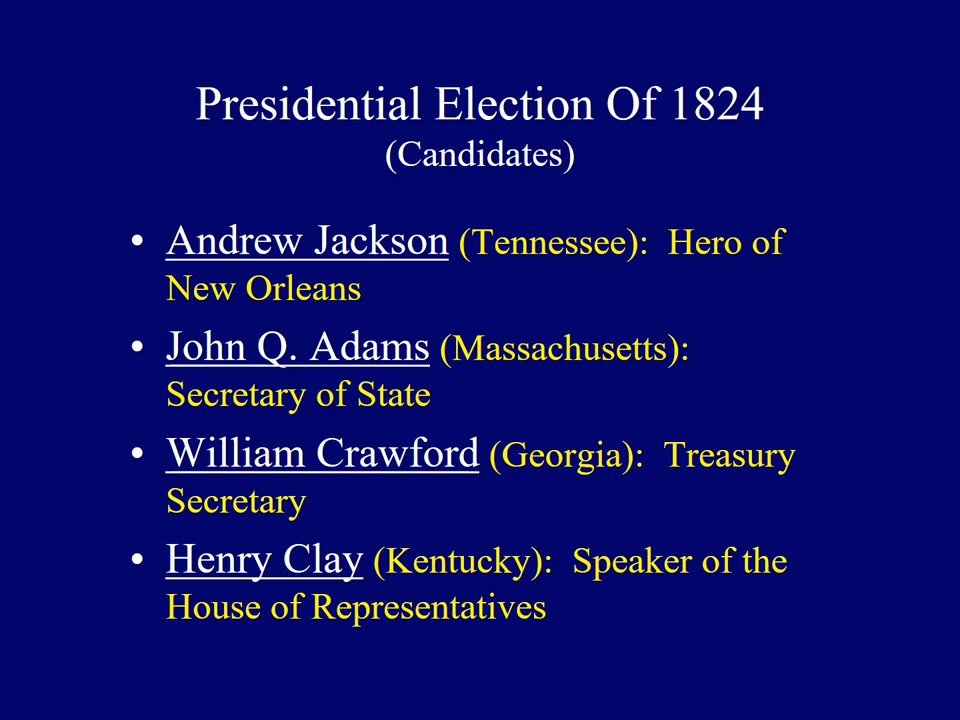 Presidential Election Of 1824
(Candidates)
• Andrew Jackson (Tennessee): Hero of
New Orleans
• John Q. Adams (Massachusetts):
Secretary of State
• William Crawford (Georgia): Treasury
Secretary
• Henry Clay (Kentucky): Speaker of the
House of Representatives